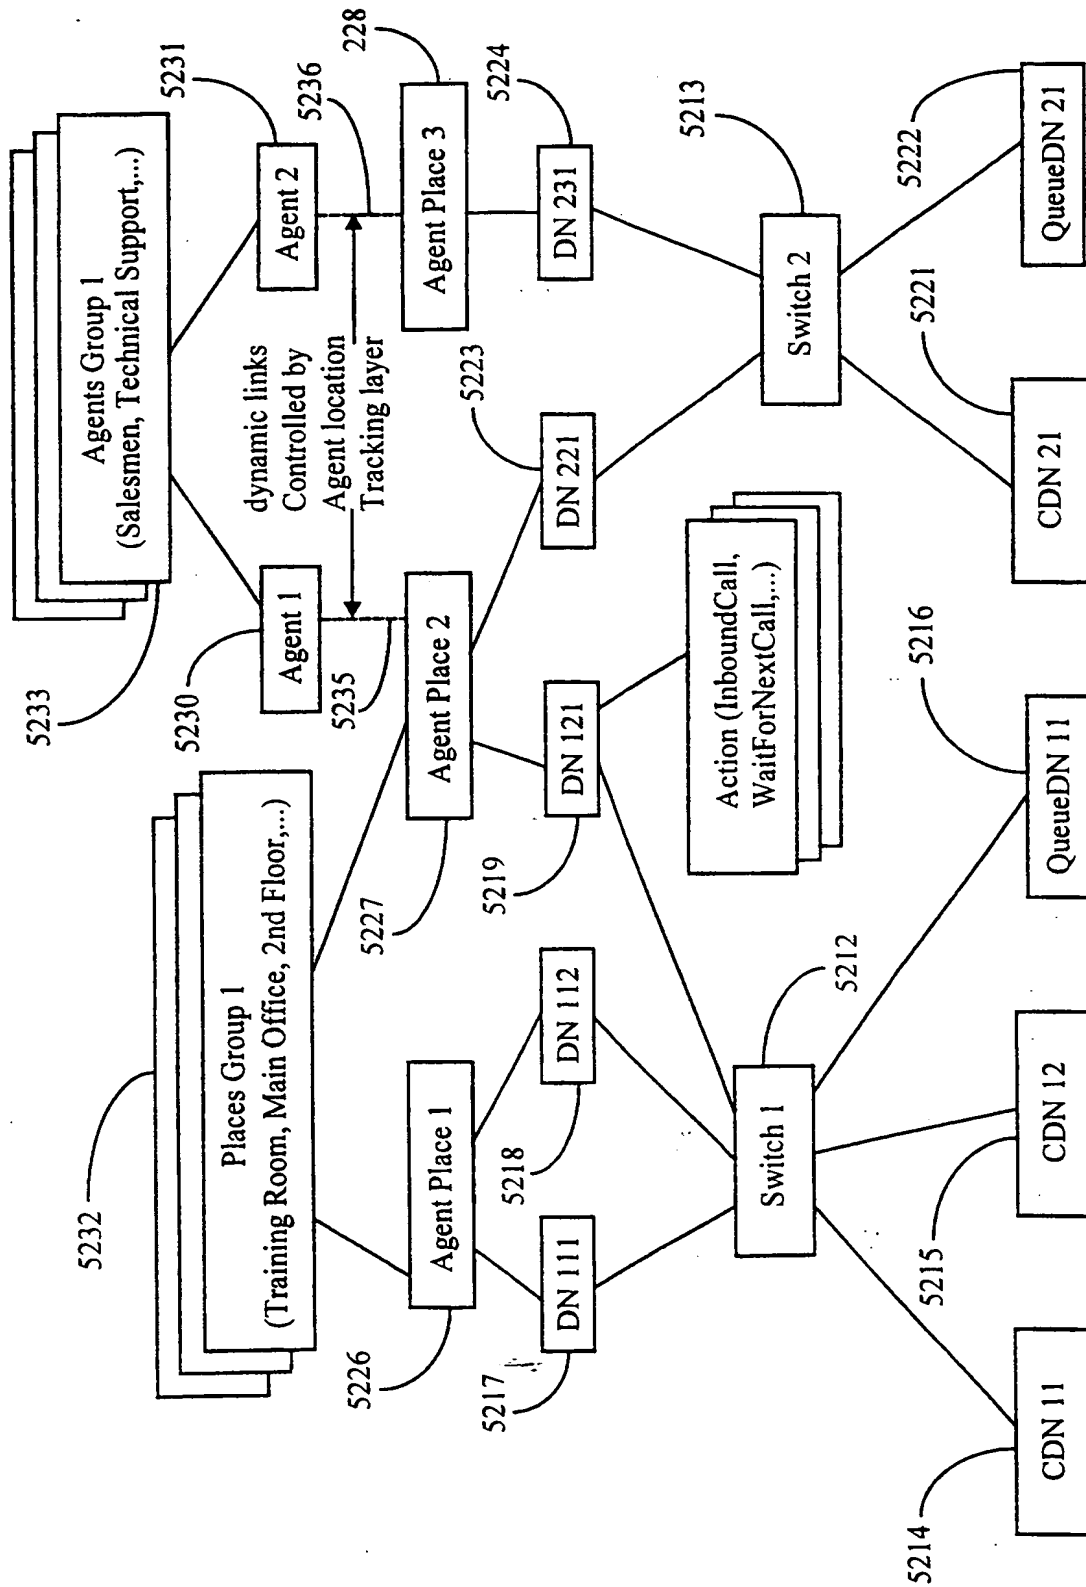 5232
Places Group 1
(Training Room, Main Office, 2nd Floor,...)
5233
Agents Group 1
(Salesmen, Technical Support,...)
5230
Agent 1
5231
Agent 2
5235
dynamic links
Controlled by
Agent location
Tracking layer
5236
5226
Agent Place 1
5227
Agent Place 2
Agent Place 3
228
5217
DN 111
5218
DN 112
5219
DN 121
5223
DN 221
DN 231
5224
Action (InboundCall,
WaitForNextCall,...)
Switch 1
5212
Switch 2
5213
5214
CDN 11
5215
CDN 12
5216
QueueDN 11
5221
CDN 21
5222
QueueDN 21